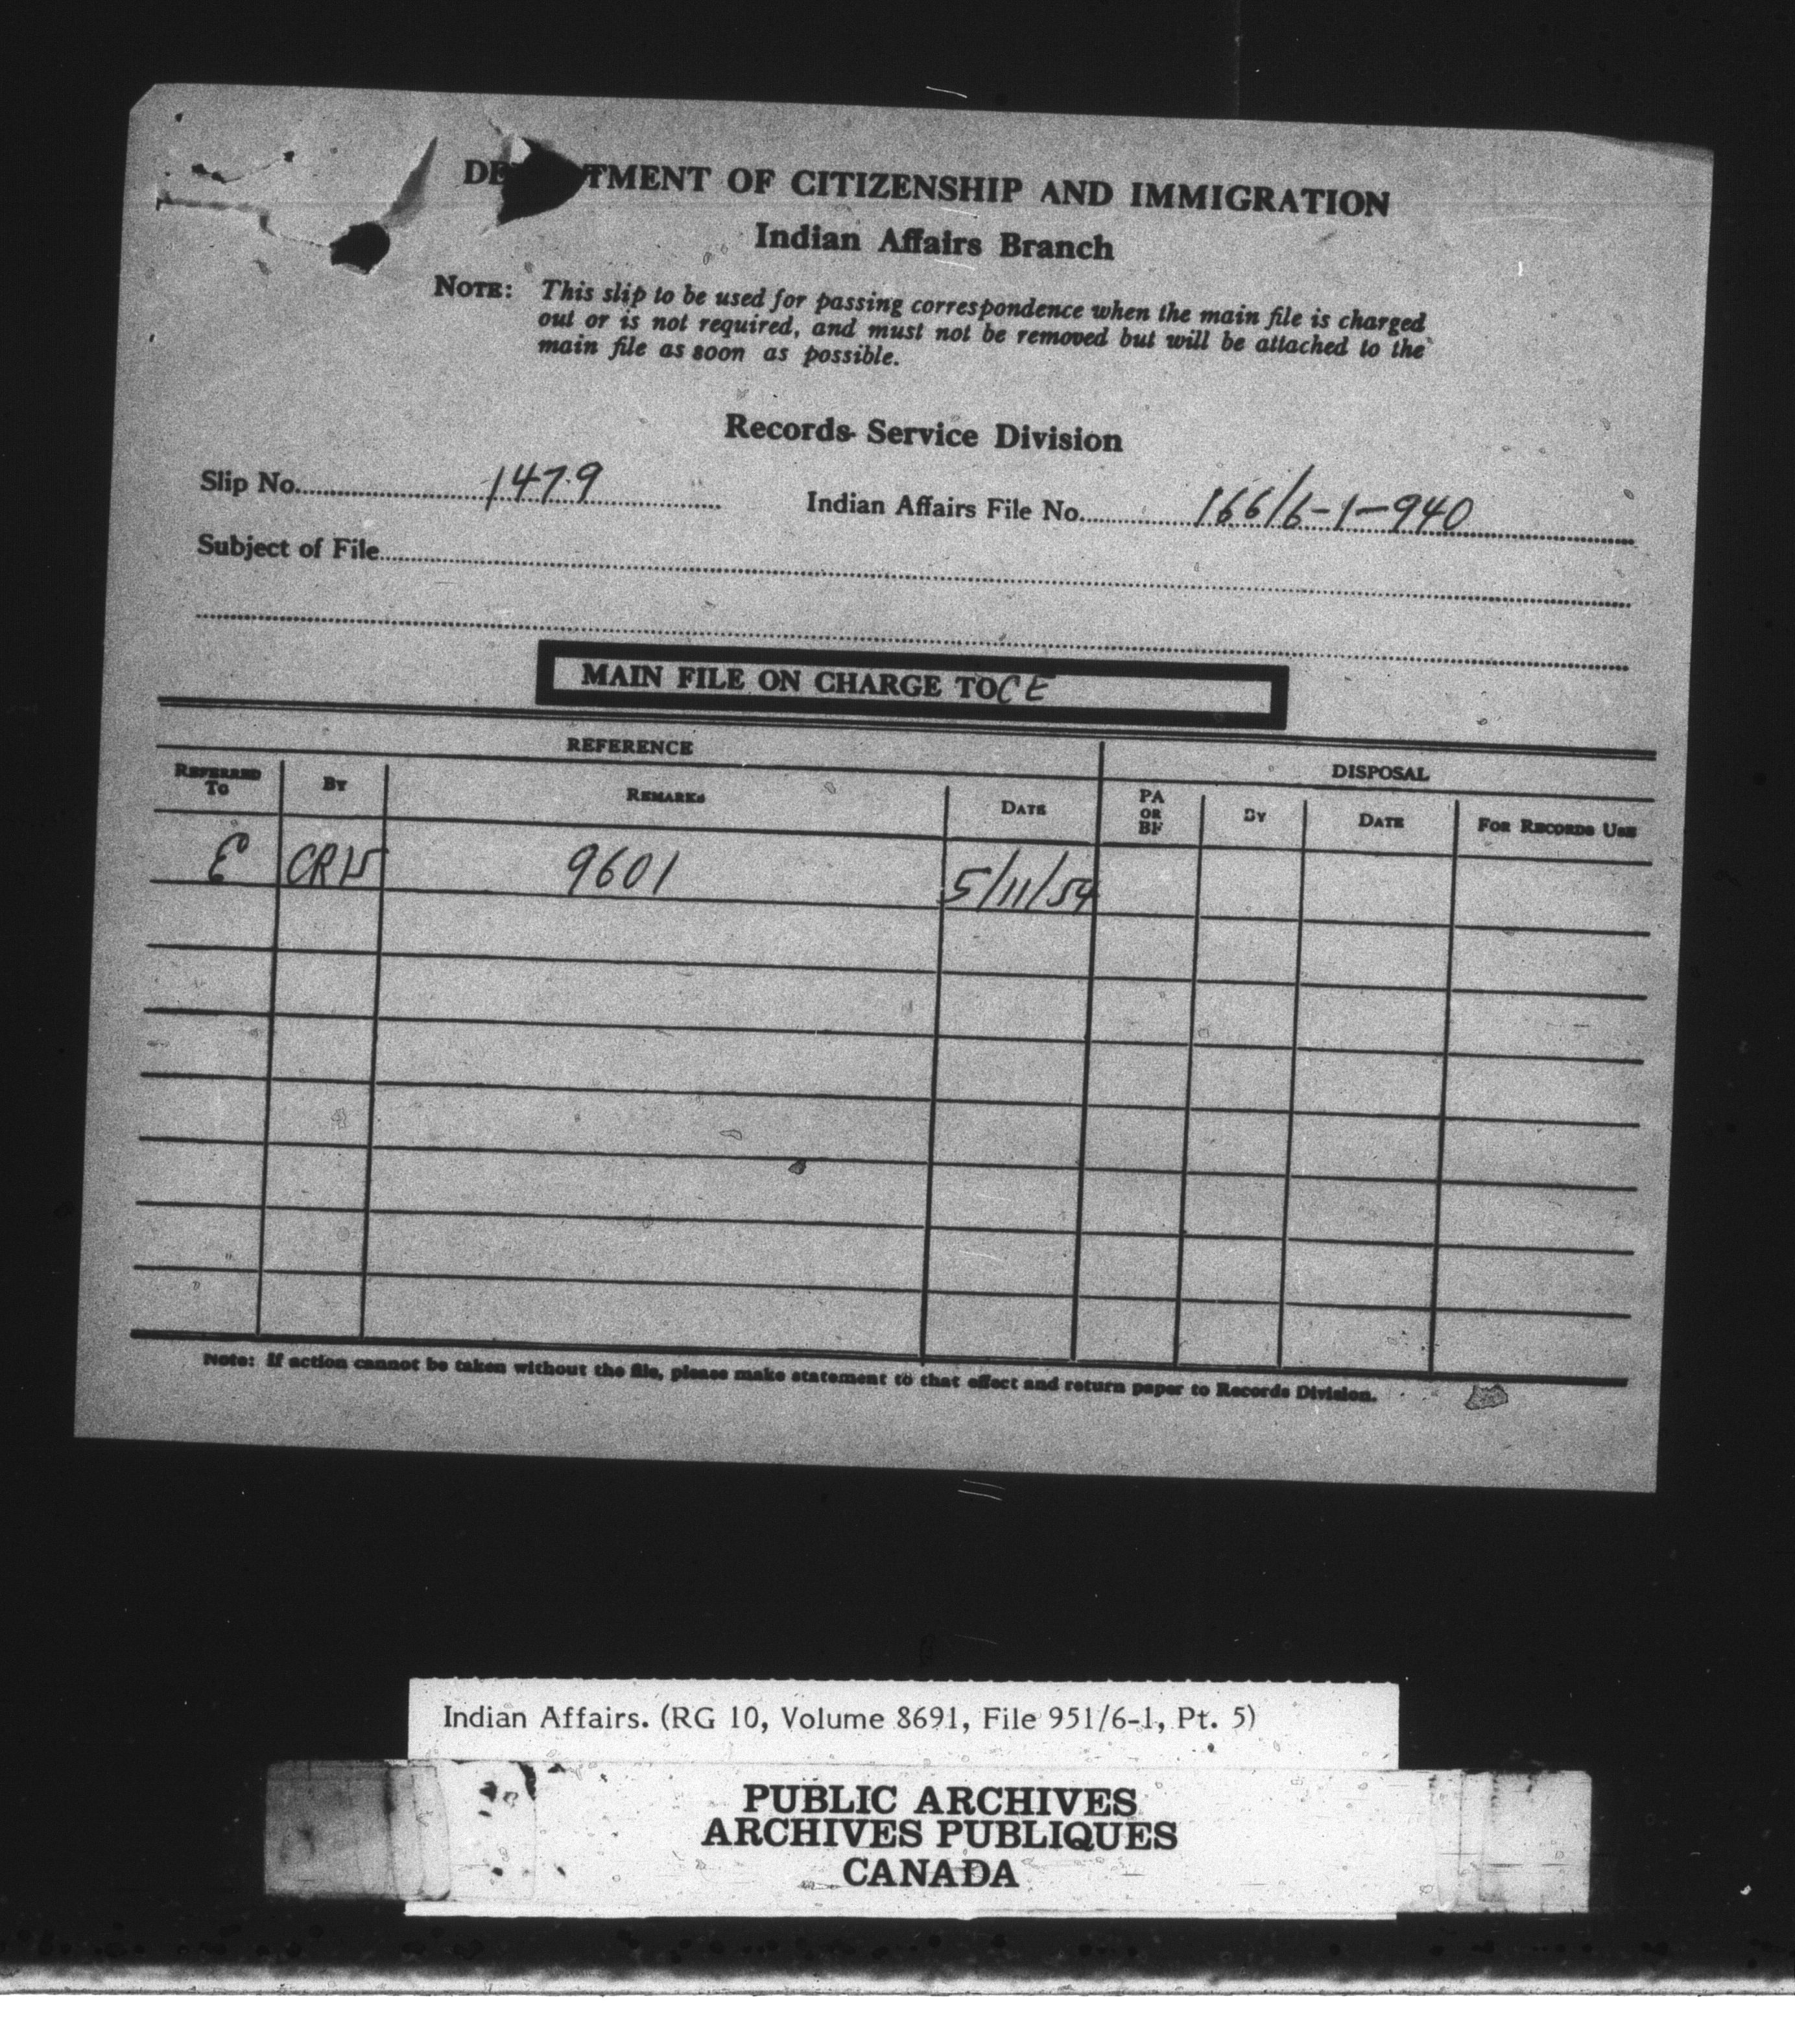 DE TMENT OF CITIZENSHIP AND IMMIGRATION
Indian Affairs Branch
NOTE: This slip to be used for passing correspondence when the main file is charged
out or is not required, and must not be removed but will be attached to the
main file as soon as possible.
Records Service Division
Slip No. 1479
Indian Affairs File No. 166/6-1-940
Subject of File
MAIN FILE ON CHARGE TO CE
REFERENCE
DISPOSAL
REFERRED TO BY REMARKS DATE PA OR BF BY DATE FOR RECORDS USE
E CR15 9601 5/11/54
Note: If action cannot be taken without the file, please make statement to that effect and return paper to Records Division.
Indian Affairs. (RG 10, Volume 8691, File 951/6-1, Pt. 5)
PUBLIC ARCHIVES
ARCHIVES PUBLIQUES
CANADA